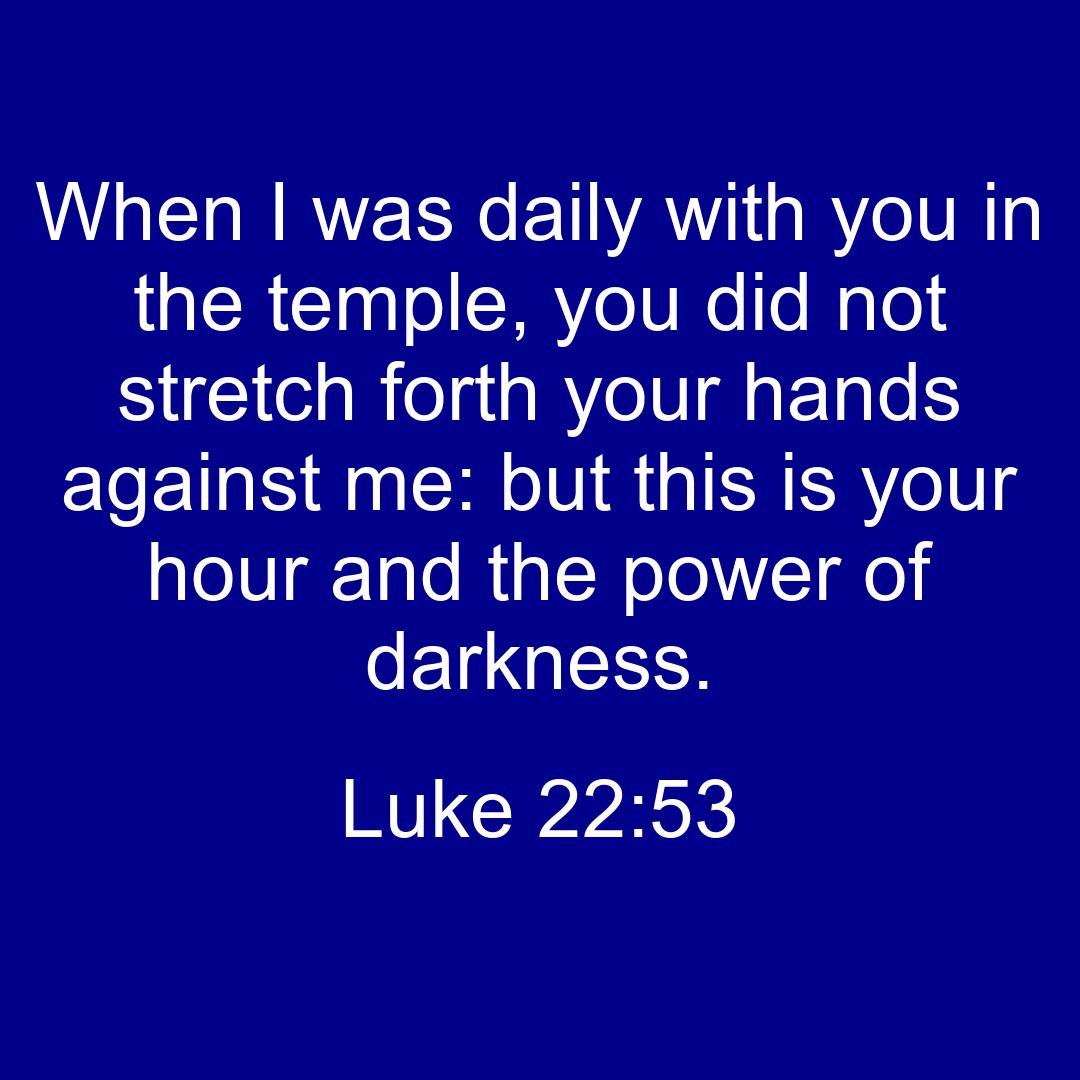 When I was daily with you in
the temple, you did not
stretch forth your hands
against me: but this is your
hour and the power of
darkness.
Luke 22:53